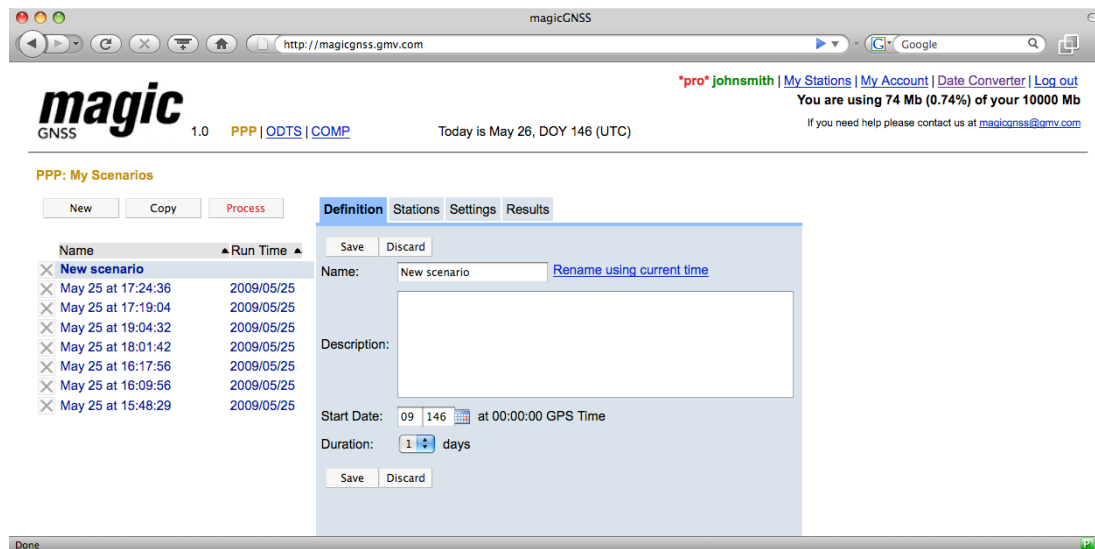 magicGNSS
http://magicgnss.gmv.com
Google
*pro* johnsmith | My Stations | My Account | Date Converter | Log out
You are using 74 Mb (0.74%) of your 10000 Mb
If you need help please contact us at magicgnss@gmv.com
magic
GNSS 1.0 PPP | ODTS | COMP Today is May 26, DOY 146 (UTC)
PPP: My Scenarios
New Copy Process
Definition Stations Settings Results
Save Discard
Name Run Time
New scenario
May 25 at 17:24:36 2009/05/25
May 25 at 17:19:04 2009/05/25
May 25 at 19:04:32 2009/05/25
May 25 at 18:01:42 2009/05/25
May 25 at 16:17:56 2009/05/25
May 25 at 16:09:56 2009/05/25
May 25 at 15:48:29 2009/05/25
Name: New scenario Rename using current time
Description:
Start Date: 09 146 at 00:00:00 GPS Time
Duration: 1 days
Save Discard
Done